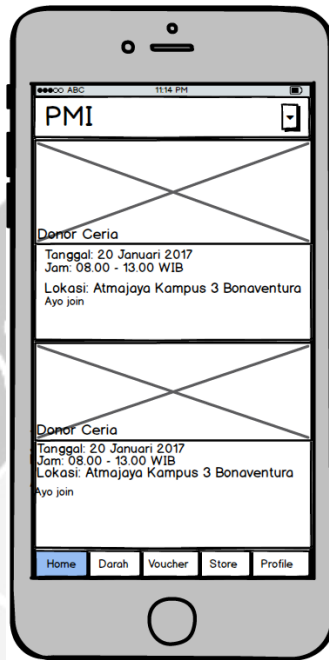 ABC 11:14 PM
PMI
Donor Ceria
Tanggal: 20 Januari 2017
Jam: 08.00 - 13.00 WIB
Lokasi: Atmajaya Kampus 3 Bonaventura
Ayo join
Donor Ceria
Tanggal: 20 Januari 2017
Jam: 08.00 - 13.00 WIB
Lokasi: Atmajaya Kampus 3 Bonaventura
Ayo join
Home Darah Voucher Store Profile